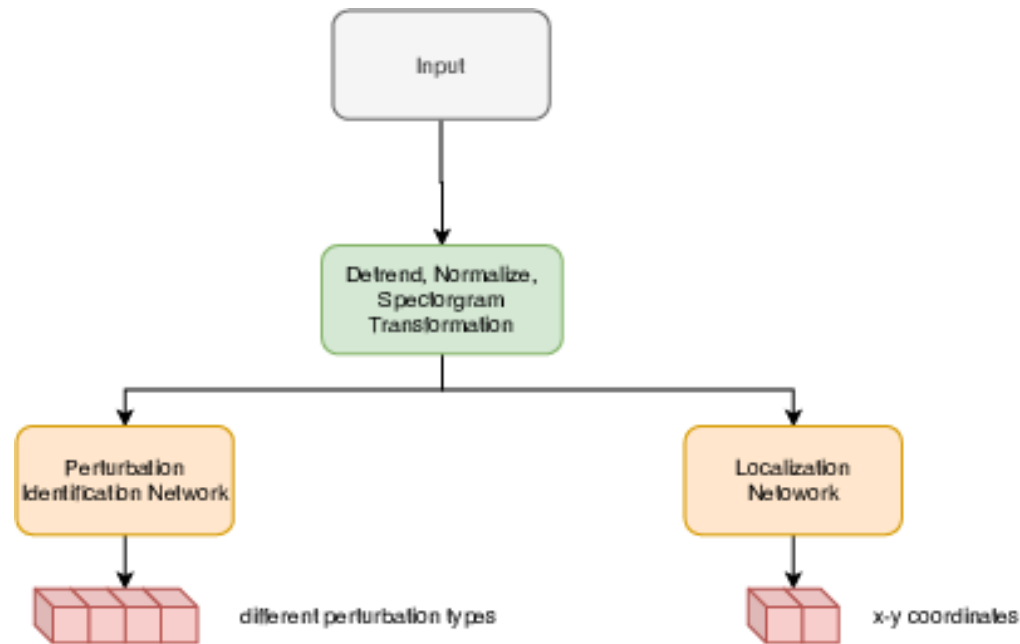 Input
Detrend, Normalize,
Spectorgram
Transformation
Perturbation
Identification Network
Localization
Netowork
different perturbation types
x-y coordinates